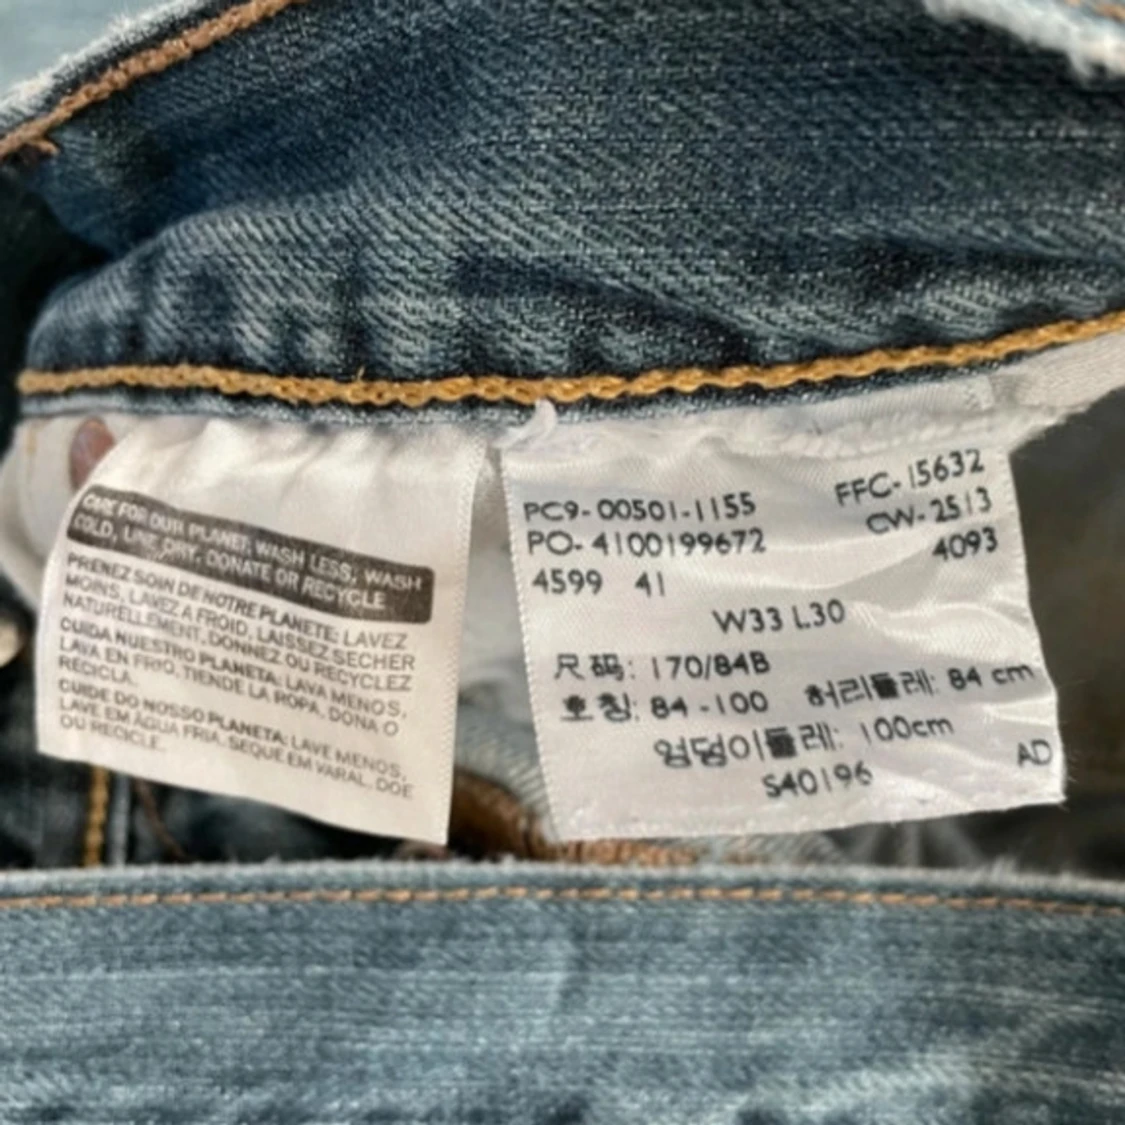 CARE FOR OUR PLANET: WASH LESS, WASH
COLD, LINE DRY, DONATE OR RECYCLE
PRENEZ SOIN DE NOTRE PLANETE: LAVEZ
MOINS, LAVEZ A FROID, LAISSEZ SECHER
NATURELLEMENT, DONNEZ OU RECYCLEZ
CUIDA NUESTRO PLANETA: LAVA MENOS,
LAVA EN FRIO, TIENDE LA ROPA, DONA O
RECICLA.
CUIDE DO NOSSO PLANETA: LAVE MENOS,
LAVE EM ÁGUA FRIA, SEQUE EM VARAL, DOE
OU RECICLE.
PC9-00501-1155 FFC-15632
PO-4100199672 CW-2513
4599 41 4093
W33 L30
尺码: 170/84B
호칭: 84-100 허리둘레: 84 cm
엉덩이둘레: 100cm
S40196 AD